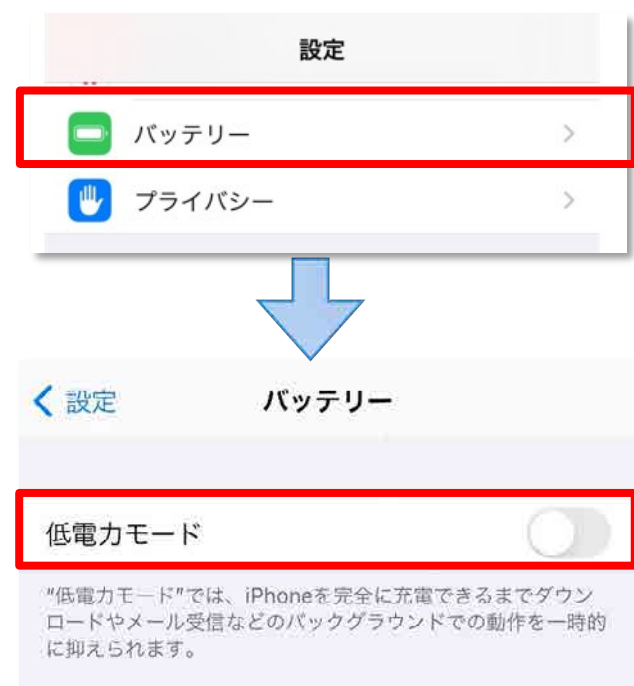 設定
バッテリー
プライバシー
設定
バッテリー
低電力モード
“低電力モード”では、iPhoneを完全に充電できるまでダウン
ロードやメール受信などのバックグラウンドでの動作を一時的
に抑えられます。